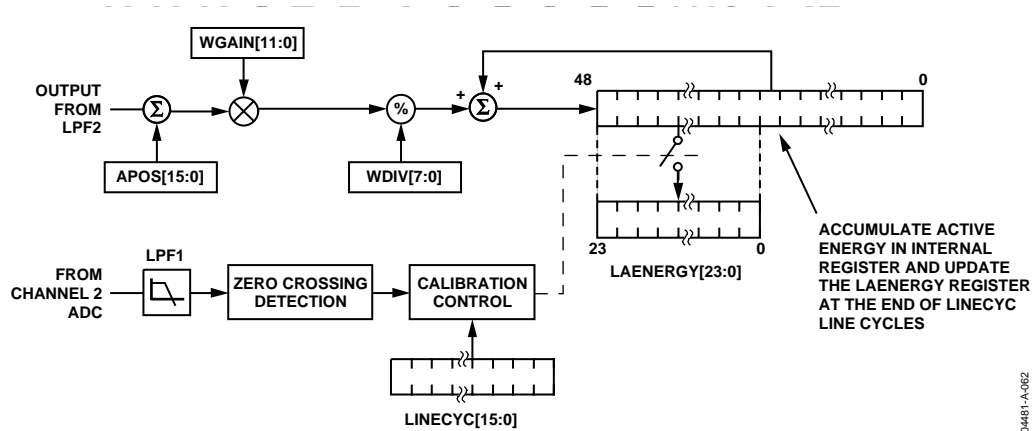 WGAIN[11:0]
48
0
OUTPUT
FROM
LPF2
Σ
%
+
+
Σ
APOS[15:0]
WDIV[7:0]
23
0
LAENERGY[23:0]
ACCUMULATE ACTIVE
ENERGY IN INTERNAL
REGISTER AND UPDATE
THE LAENERGY REGISTER
AT THE END OF LINECYC
LINE CYCLES
FROM
CHANNEL 2
ADC
LPF1
ZERO CROSSING
DETECTION
CALIBRATION
CONTROL
LINECYC[15:0]
04481-A-062